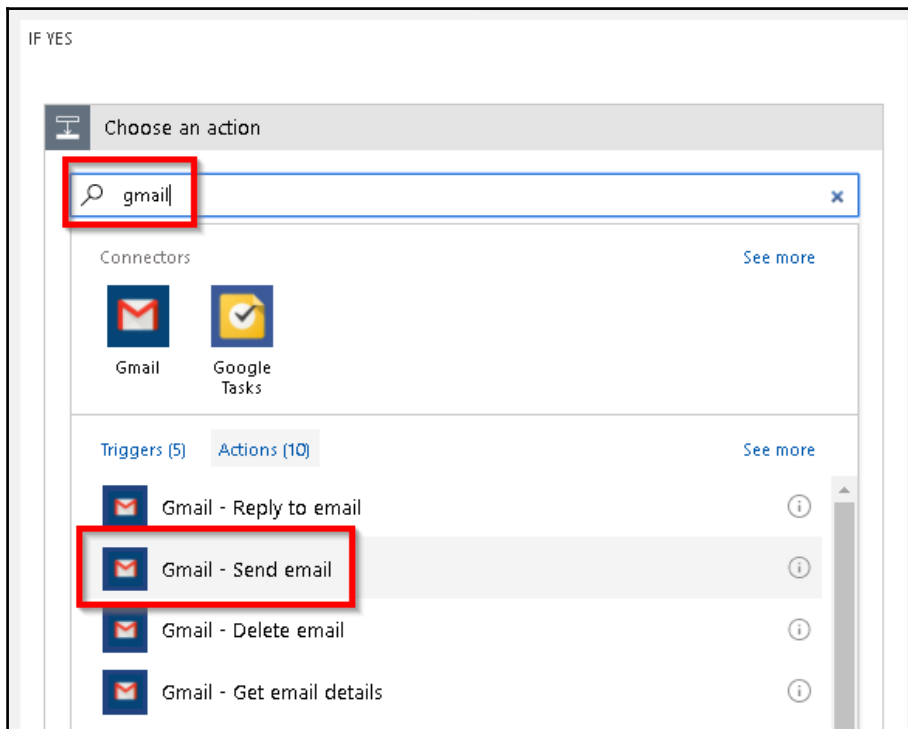 IF YES
Choose an action
gmail
Connectors See more
Gmail Google
Tasks
Triggers (5) Actions (10) See more
Gmail - Reply to email
Gmail - Send email
Gmail - Delete email
Gmail - Get email details